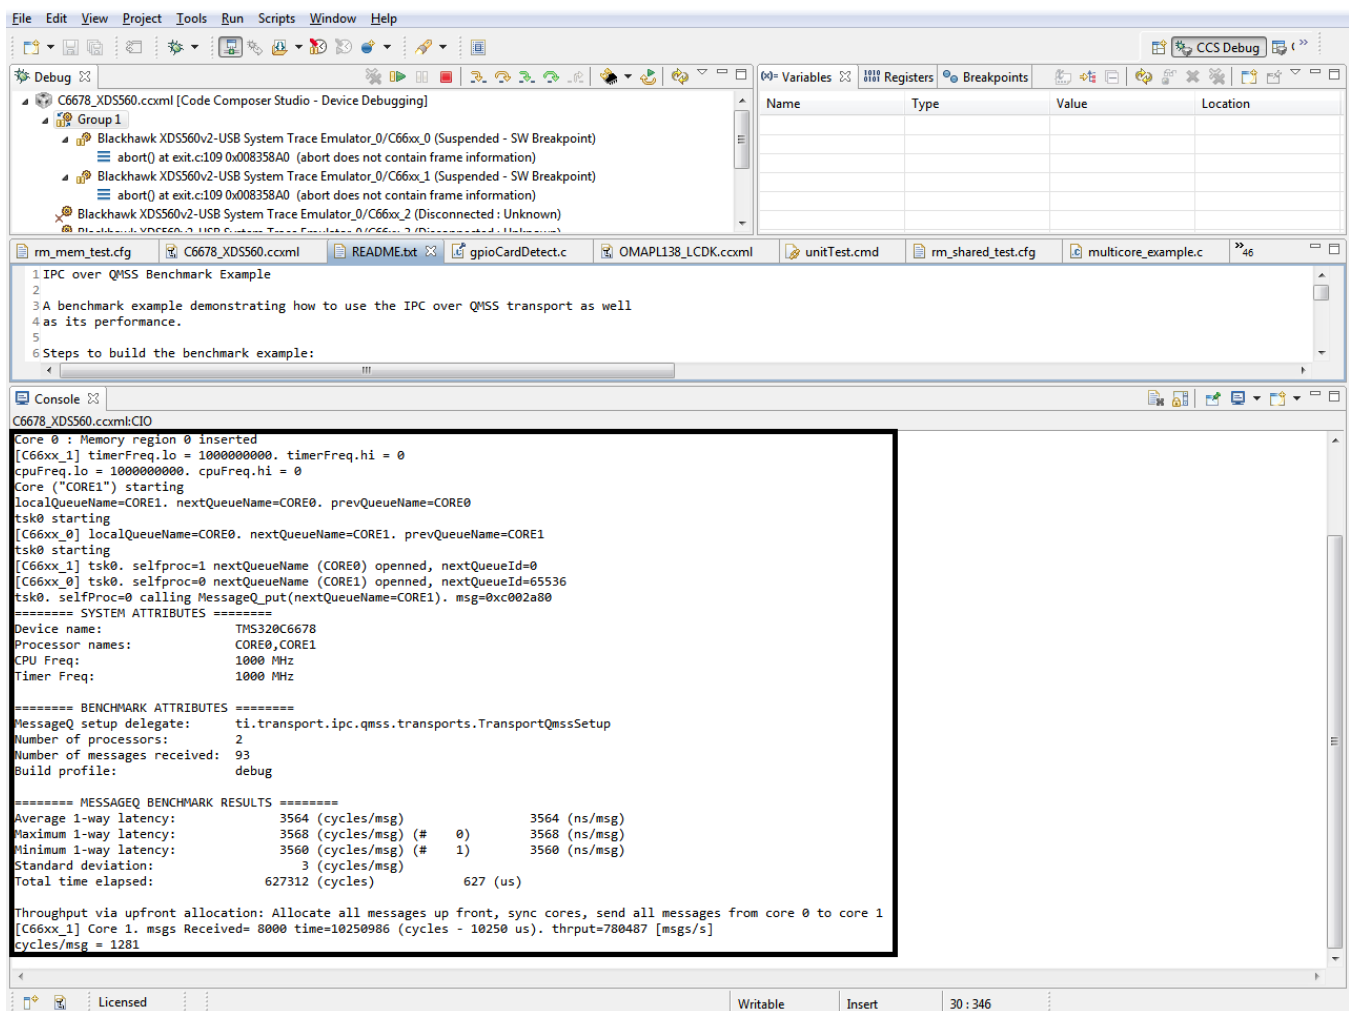 File Edit View Project Tools Run Scripts Window Help
CCS Debug
Debug
Variables Registers Breakpoints
C6678_XDS560.ccxml [Code Composer Studio - Device Debugging]
Group 1
Blackhawk XDS560v2-USB System Trace Emulator_0/C66xx_0 (Suspended - SW Breakpoint)
abort() at exit.c:109 0x008358A0 (abort does not contain frame information)
Blackhawk XDS560v2-USB System Trace Emulator_0/C66xx_1 (Suspended - SW Breakpoint)
abort() at exit.c:109 0x008358A0 (abort does not contain frame information)
Blackhawk XDS560v2-USB System Trace Emulator_0/C66xx_2 (Disconnected : Unknown)
Name Type Value Location
rm_mem_test.cfg C6678_XDS560.ccxml README.txt gpioCardDetect.c OMAPL138_LCDK.ccxml unitTest.cmd rm_shared_test.cfg multicore_example.c 46
1 IPC over QMSS Benchmark Example
2
3 A benchmark example demonstrating how to use the IPC over QMSS transport as well
4 as its performance.
5
6 Steps to build the benchmark example:
Console
C6678_XDS560.ccxml:CIO
Core 0 : Memory region 0 inserted
[C66xx_1] timerFreq.lo = 1000000000. timerFreq.hi = 0
cpuFreq.lo = 1000000000. cpuFreq.hi = 0
Core ("CORE1") starting
localQueueName=CORE1. nextQueueName=CORE0. prevQueueName=CORE0
tsk0 starting
[C66xx_0] localQueueName=CORE0. nextQueueName=CORE1. prevQueueName=CORE1
tsk0 starting
[C66xx_1] tsk0. selfproc=1 nextQueueName (CORE0) openned, nextQueueId=0
[C66xx_0] tsk0. selfproc=0 nextQueueName (CORE1) openned, nextQueueId=65536
tsk0. selfProc=0 calling MessageQ_put(nextQueueName=CORE1). msg=0xc002a80
======== SYSTEM ATTRIBUTES ========
Device name: TMS320C6678
Processor names: CORE0,CORE1
CPU Freq: 1000 MHz
Timer Freq: 1000 MHz
======== BENCHMARK ATTRIBUTES ========
MessageQ setup delegate: ti.transport.ipc.qmss.transports.TransportQmssSetup
Number of processors: 2
Number of messages received: 93
Build profile: debug
======== MESSAGEQ BENCHMARK RESULTS ========
Average 1-way latency: 3564 (cycles/msg) 3564 (ns/msg)
Maximum 1-way latency: 3568 (cycles/msg) (# 0) 3568 (ns/msg)
Minimum 1-way latency: 3560 (cycles/msg) (# 1) 3560 (ns/msg)
Standard deviation: 3 (cycles/msg)
Total time elapsed: 627312 (cycles) 627 (us)
Throughput via upfront allocation: Allocate all messages up front, sync cores, send all messages from core 0 to core 1
[C66xx_1] Core 1. msgs Received= 8000 time=10250986 (cycles - 10250 us). thrput=780487 [msgs/s]
cycles/msg = 1281
Licensed Writable Insert 30 : 346